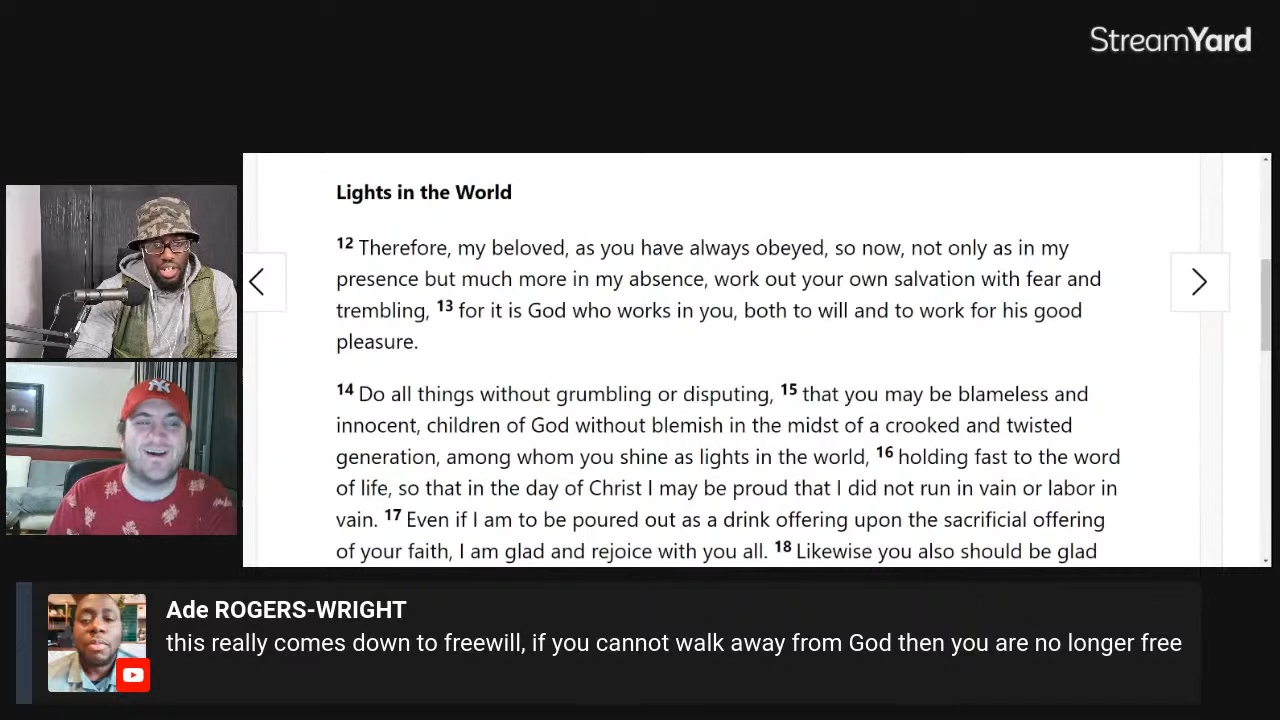 StreamYard
Lights in the World
12 Therefore, my beloved, as you have always obeyed, so now, not only as in my
presence but much more in my absence, work out your own salvation with fear and
trembling, 13 for it is God who works in you, both to will and to work for his good
pleasure.
14 Do all things without grumbling or disputing, 15 that you may be blameless and
innocent, children of God without blemish in the midst of a crooked and twisted
generation, among whom you shine as lights in the world, 16 holding fast to the word
of life, so that in the day of Christ I may be proud that I did not run in vain or labor in
vain. 17 Even if I am to be poured out as a drink offering upon the sacrificial offering
of your faith, I am glad and rejoice with you all. 18 Likewise you also should be glad
Ade ROGERS-WRIGHT
this really comes down to freewill, if you cannot walk away from God then you are no longer free